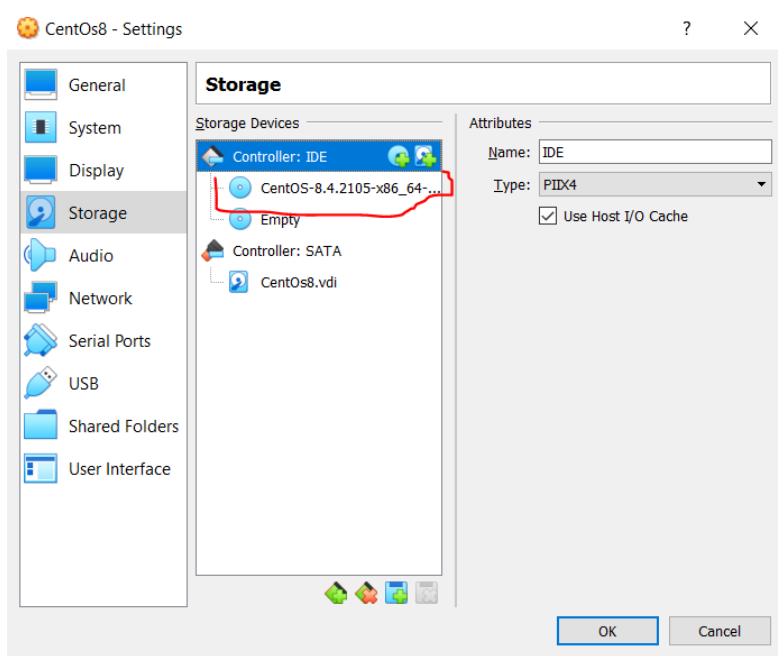 CentOs8 - Settings
?
General
System
Display
Storage
Audio
Network
Serial Ports
USB
Shared Folders
User Interface
Storage
Storage Devices
Controller: IDE
CentOS-8.4.2105-x86_64-...
Empty
Controller: SATA
CentOs8.vdi
Attributes
Name: IDE
Type: PIIX4
Use Host I/O Cache
OK Cancel